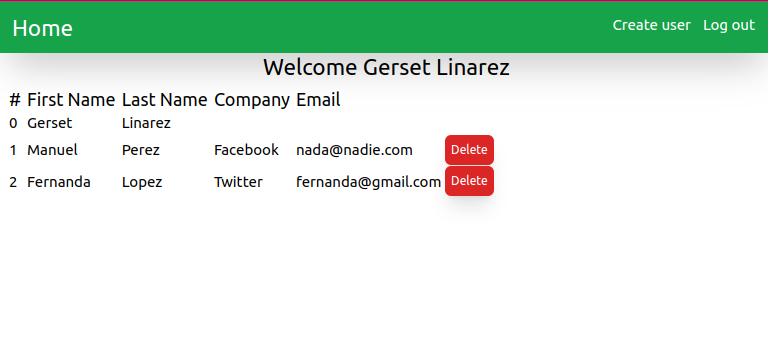 Home Create user Log out
Welcome Gerset Linarez
# First Name Last Name Company Email
0 Gerset Linarez
1 Manuel Perez Facebook nada@nadie.com Delete
2 Fernanda Lopez Twitter fernanda@gmail.com Delete